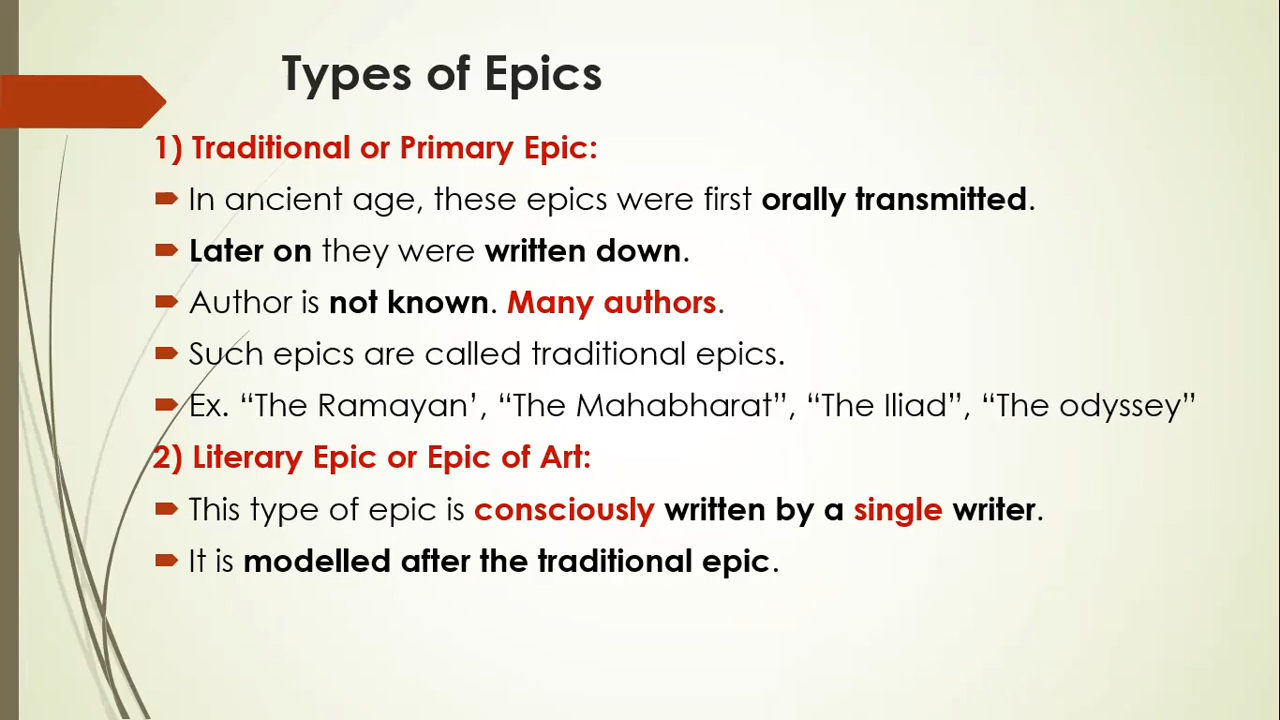 Types of Epics
1) Traditional or Primary Epic:
In ancient age, these epics were first orally transmitted.
Later on they were written down.
Author is not known. Many authors.
Such epics are called traditional epics.
Ex. “The Ramayan’, “The Mahabharat”, “The Iliad”, “The odyssey”
2) Literary Epic or Epic of Art:
This type of epic is consciously written by a single writer.
It is modelled after the traditional epic.